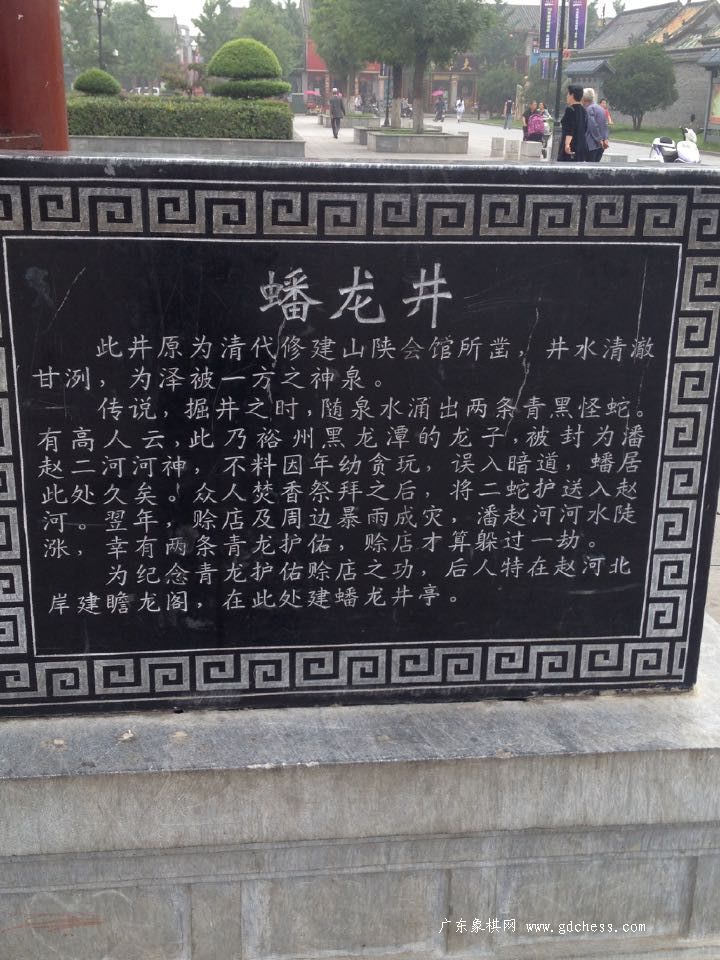 蟠龙井
此井原为清代修建山陕会馆所凿，井水清澈
甘洌，为泽被一方之神泉。
传说，掘井之时，随泉水涌出两条青黑怪蛇。
有高人云，此乃裕州黑龙潭的龙子，被封为潘
赵二河河神，不料因年幼贪玩，误入暗道，蟠居
此处久矣。众人焚香祭拜之后，将二蛇护送入赵
河。翌年，赊店及周边暴雨成灾，潘赵河河水陡
涨，幸有两条青龙护佑，赊店才算躲过一劫。
为纪念青龙护佑赊店之功，后人特在赵河北
岸建瞻龙阁，在此处建蟠龙井亭。
广东象棋网 www.gdchess.com